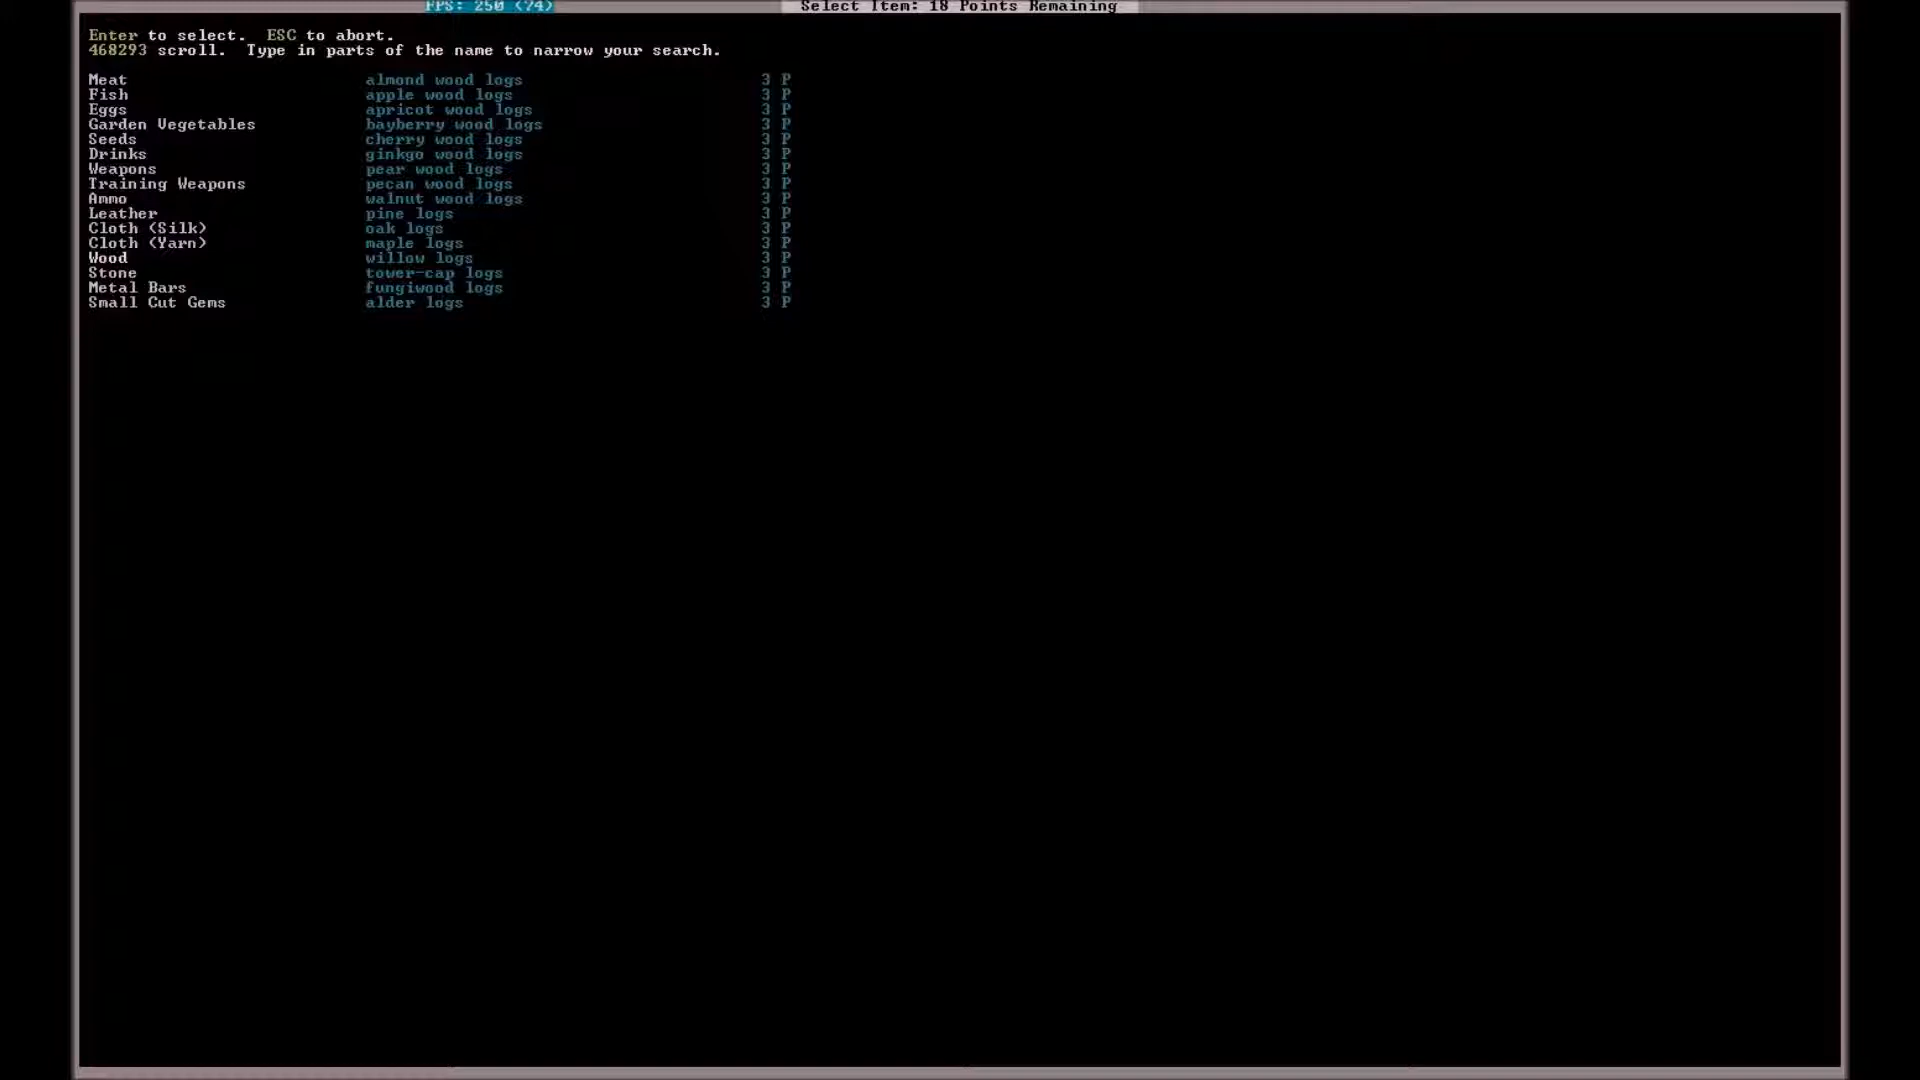 FPS: 250 (74) Select Item: 18 Points Remaining
Enter to select. ESC to abort.
468293 scroll. Type in parts of the name to narrow your search.
Meat almond wood logs 3 P
Fish apple wood logs 3 P
Eggs apricot wood logs 3 P
Garden Vegetables bayberry wood logs 3 P
Seeds cherry wood logs 3 P
Drinks ginkgo wood logs 3 P
Weapons pear wood logs 3 P
Training Weapons pecan wood logs 3 P
Ammo walnut wood logs 3 P
Leather pine logs 3 P
Cloth (Silk) oak logs 3 P
Cloth (Yarn) maple logs 3 P
Wood willow logs 3 P
Stone tower-cap logs 3 P
Metal Bars fungiwood logs 3 P
Small Cut Gems alder logs 3 P